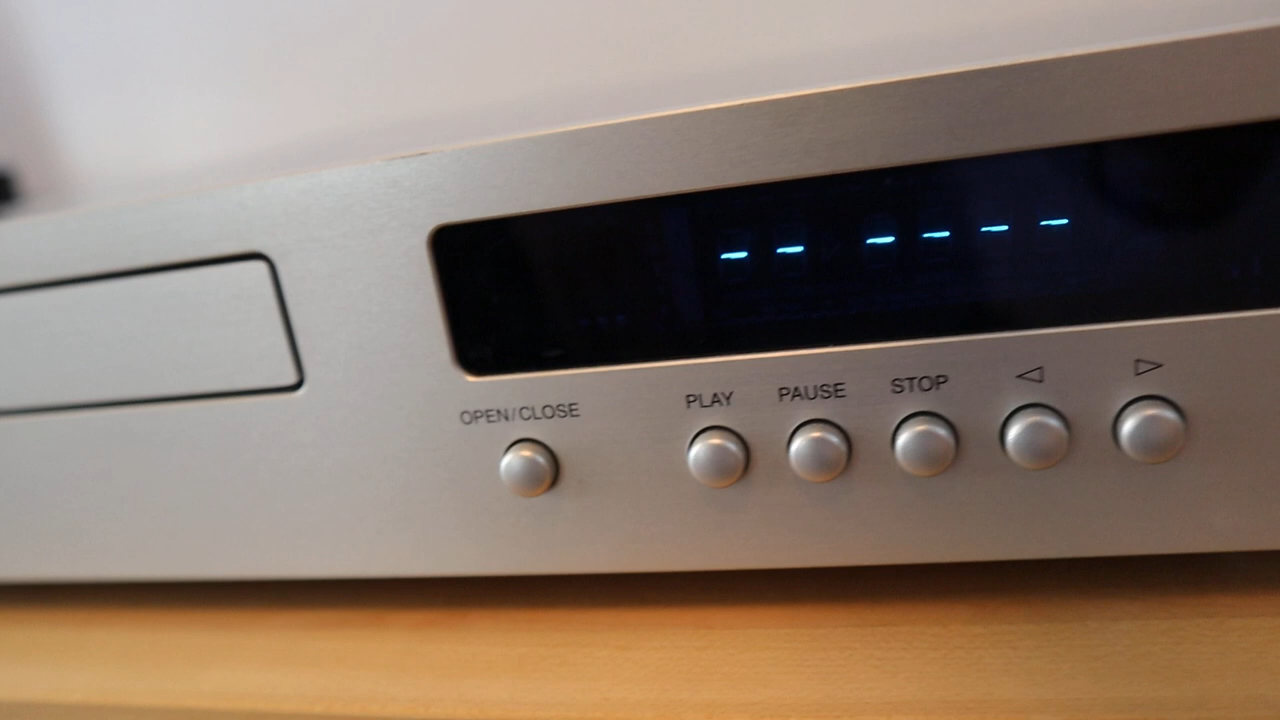 -- ----
OPEN/CLOSE PLAY PAUSE STOP ◁ ▷